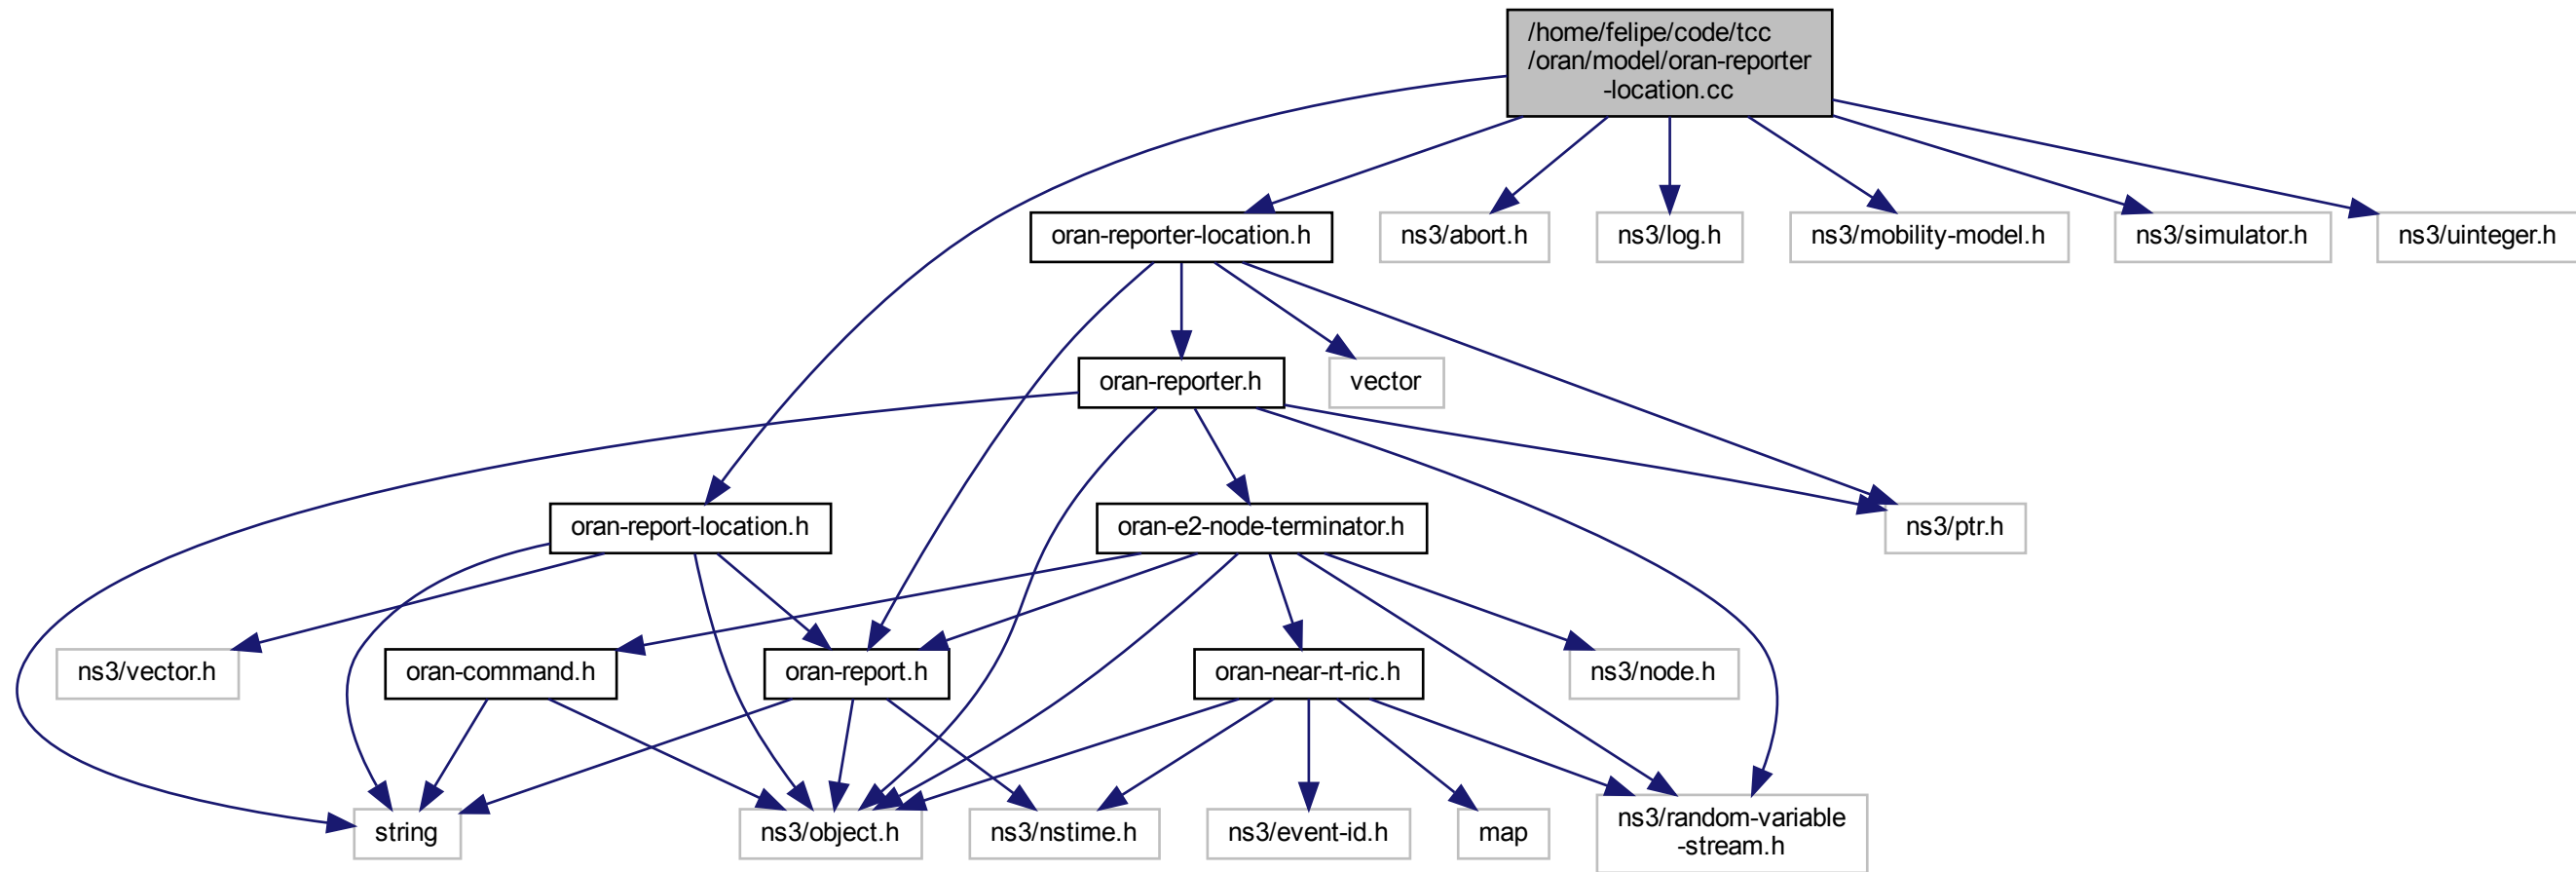 /home/felipe/code/tcc
/oran/model/oran-reporter
-location.cc
oran-reporter-location.h
ns3/abort.h
ns3/log.h
ns3/mobility-model.h
ns3/simulator.h
ns3/uinteger.h
oran-reporter.h
vector
oran-report-location.h
oran-e2-node-terminator.h
ns3/ptr.h
ns3/vector.h
oran-command.h
oran-report.h
oran-near-rt-ric.h
ns3/node.h
string
ns3/object.h
ns3/nstime.h
ns3/event-id.h
map
ns3/random-variable
-stream.h